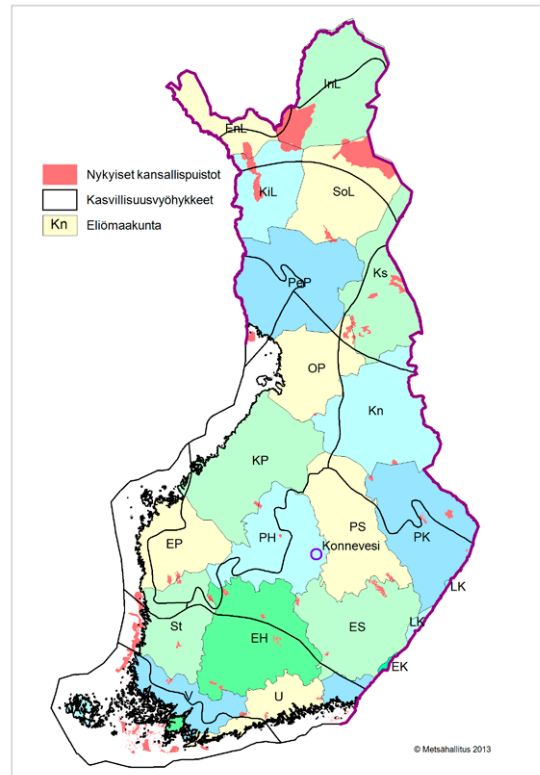 InL
EnL
Nykyiset kansallispuistot
Kasvillisuusvyöhykkeet
Kn Eliömaakunta
KiL
SoL
Ks
PeP
OP
Kn
KP
PS
PK
EP
PH
Konnevesi
LK
LK
St
EH
ES
EK
V
U
© Metsähallitus 2013